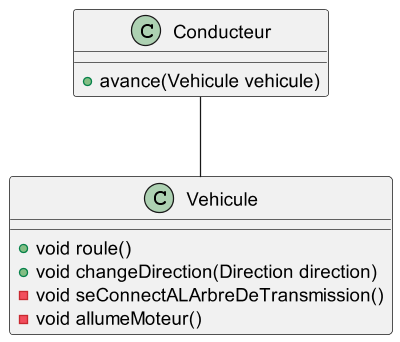 C Conducteur
avance(Vehicule vehicule)
C Vehicule
void roule()
void changeDirection(Direction direction)
void seConnectALArbreDeTransmission()
void allumeMoteur()